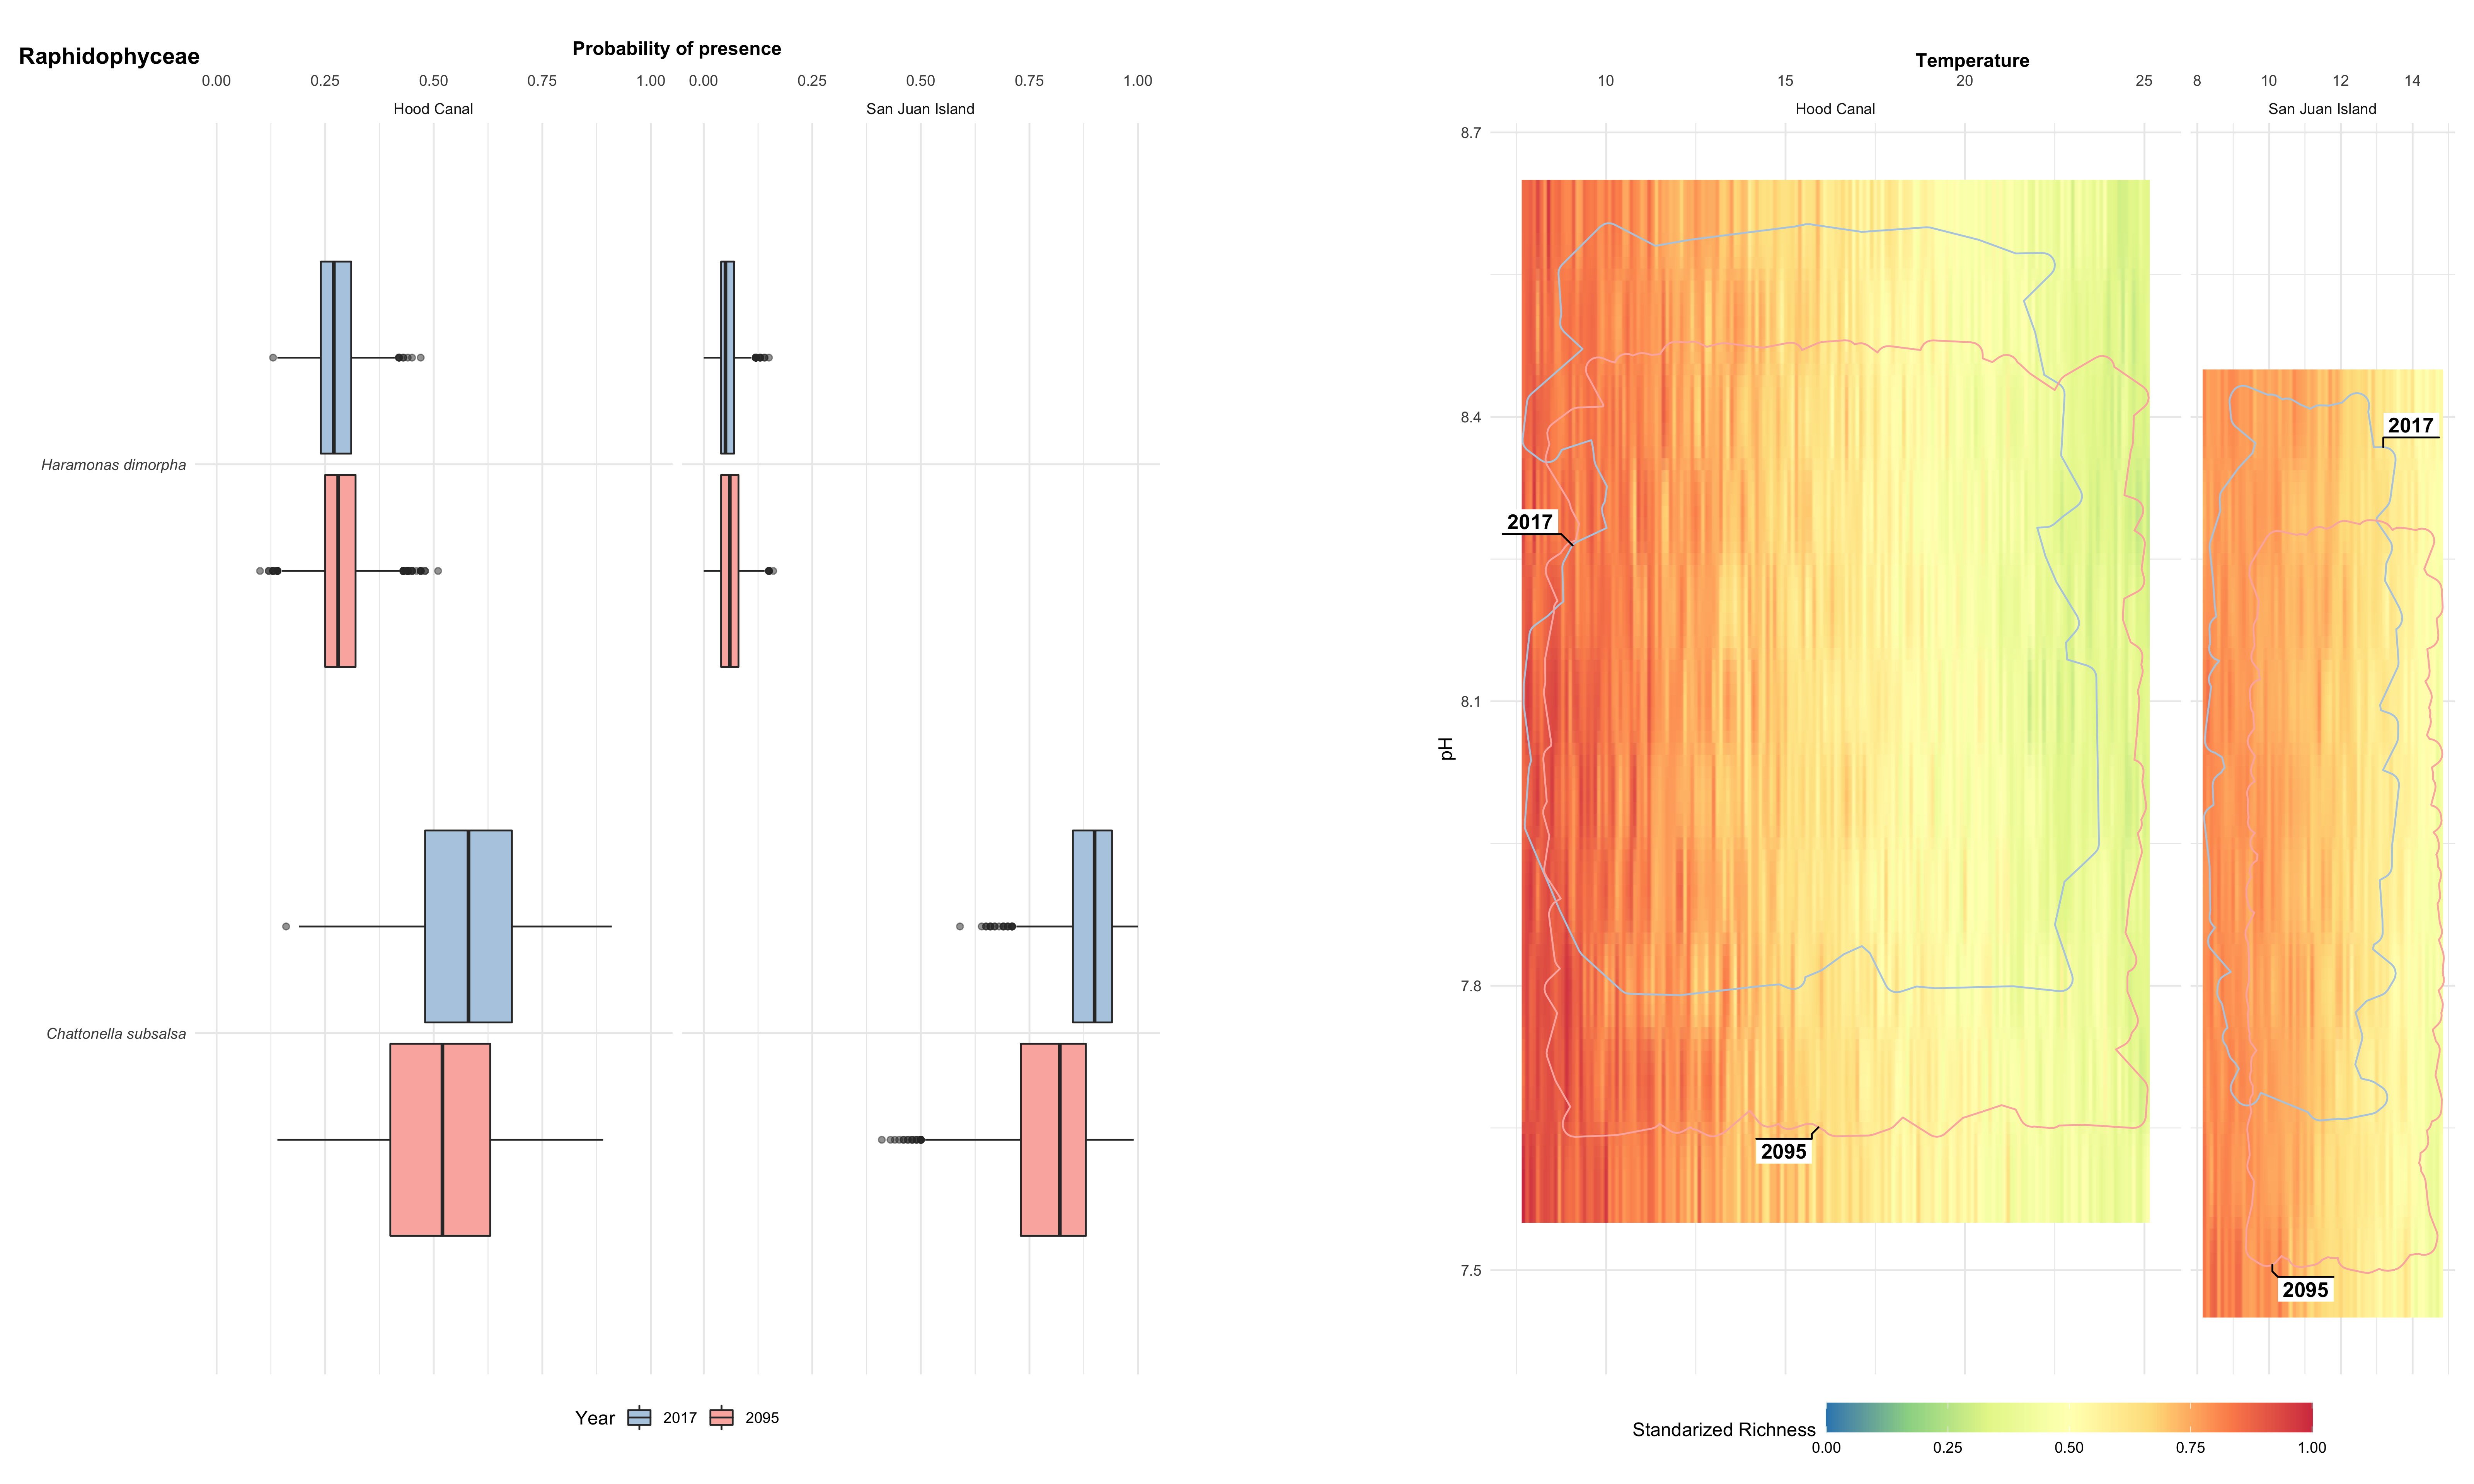 Raphidophyceae
Probability of presence
0.00 0.25 0.50 0.75 1.00 0.00 0.25 0.50 0.75 1.00
Hood Canal San Juan Island
Haramonas dimorpha
Chattonella subsalsa
Year 2017 2095
Temperature
10 15 20 25 8 10 12 14
Hood Canal San Juan Island
8.7
8.4
8.1
7.8
7.5
pH
2017
2017
2095
2095
Standarized Richness
0.00 0.25 0.50 0.75 1.00